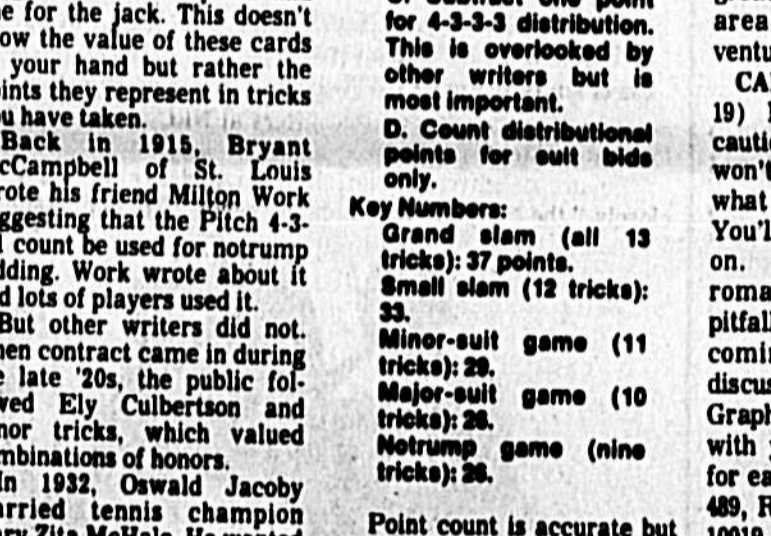 e for the jack. This doesn't
ow the value of these cards
your hand but rather the
ints they represent in tricks
u have taken.
Back in 1915, Bryant
cCampbell of St. Louis
rote his friend Milton Work
ggesting that the Pitch 4-3-
1 count be used for notrump
dding. Work wrote about it
d lots of players used it.
But other writers did not.
hen contract came in during
e late '20s, the public fol-
wed Ely Culbertson and
nor tricks, which valued
mbinations of honors.
In 1932, Oswald Jacoby
arried tennis champion
C. Subtract one point
for 4-3-3-3 distribution.
This is overlooked by
other writers but is
most important.
D. Count distributional
points for suit bids
only.
Key Numbers:
Grand slam (all 13
tricks): 37 points.
Small slam (12 tricks):
33.
Minor-suit game (11
tricks): 29.
Major-suit game (10
tricks): 26.
Notrump game (nine
tricks): 26.
Point count is accurate but
area
ventu
CA
19)
cauti
won't
what
You'll
on.
roma
pitfall
comin
discus
Graph
with
for ea
489, R
10019